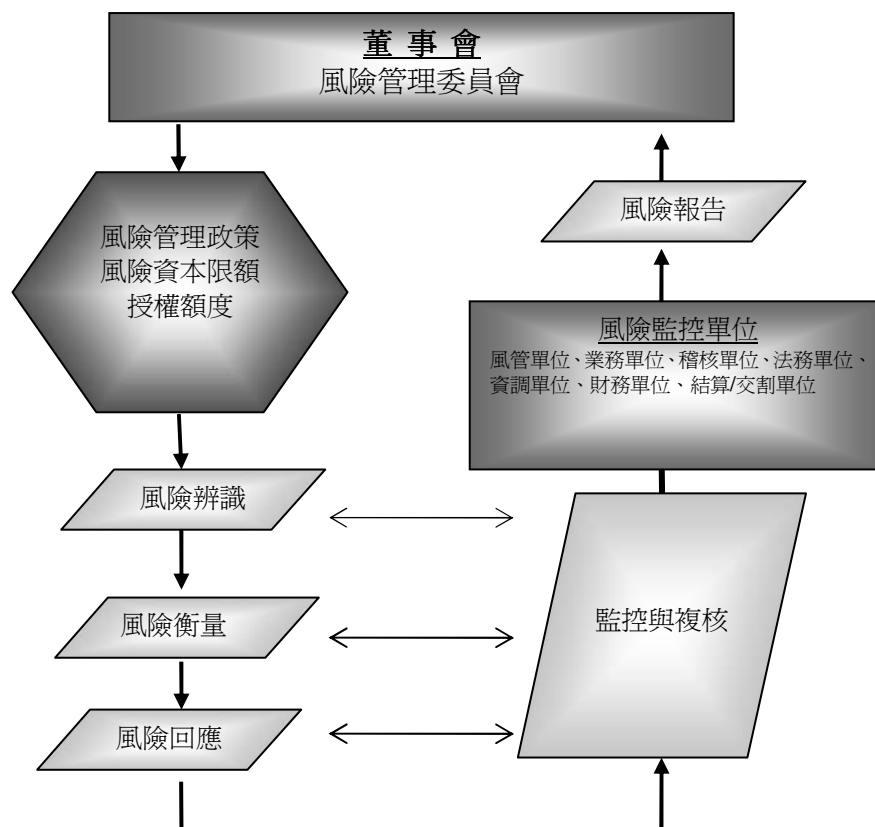 董 事 會
風險管理委員會
風險管理政策
風險資本限額
授權額度
風險報告
風險監控單位
風管單位、業務單位、稽核單位、法務單位、
資調單位、財務單位、結算/交割單位
風險辨識
風險衡量
監控與複核
風險回應